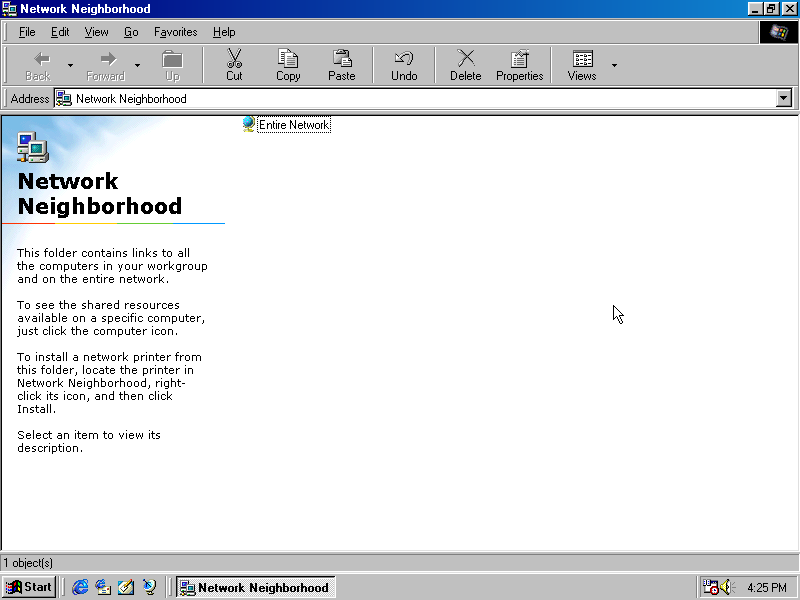 Network Neighborhood
File Edit View Go Favorites Help
Back Forward Up Cut Copy Paste Undo Delete Properties Views
Address Network Neighborhood
Entire Network
Network
Neighborhood
This folder contains links to all
the computers in your workgroup
and on the entire network.
To see the shared resources
available on a specific computer,
just click the computer icon.
To install a network printer from
this folder, locate the printer in
Network Neighborhood, right-
click its icon, and then click
Install.
Select an item to view its
description.
1 object(s)
Start Network Neighborhood 4:25 PM